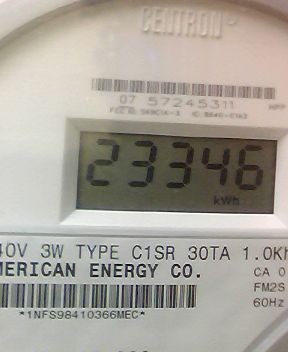 CENTRON
07 57245311
23346
kWh
40V 3W TYPE C1SR 30TA 1.0Kh
MERICAN ENERGY CO.
CA 0
FM2S
60Hz
*1NFS98410366MEC*